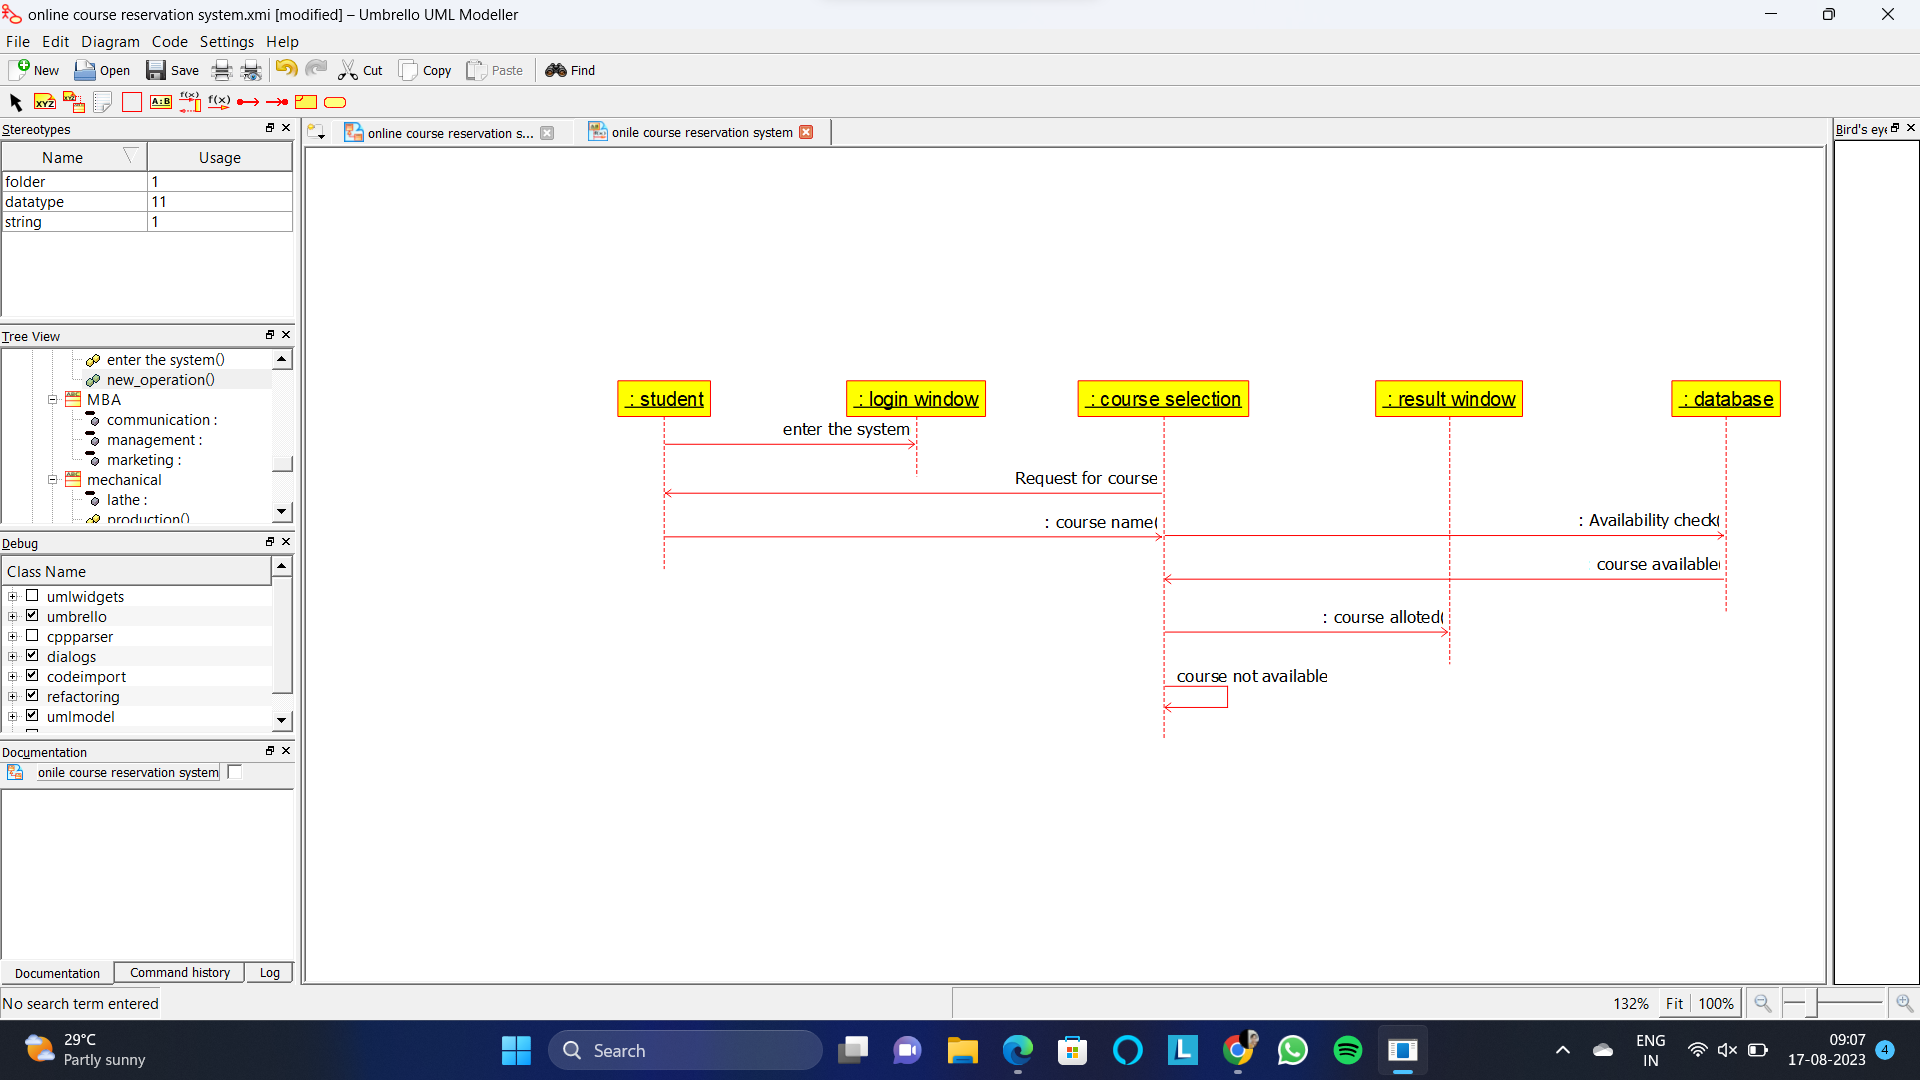 online course reservation system.xmi [modified] – Umbrello UML Modeller
File Edit Diagram Code Settings Help
New Open Save Cut Copy Paste Find
XYZ XYZ A:B f(x) f(x)
Stereotypes
online course reservation s...
onile course reservation system
Bird's eye
Name Usage
folder 1
datatype 11
string 1
Tree View
enter the system()
new_operation()
MBA
communication :
management :
marketing :
mechanical
lathe :
production()
Debug
Class Name
umlwidgets
umbrello
cppparser
dialogs
codeimport
refactoring
umlmodel
Documentation
onile course reservation system
Documentation Command history Log
: student
: login window
: course selection
: result window
: database
enter the system
Request for course
: course name(
: Availability check(
course available(
: course alloted(
course not available
No search term entered
132% Fit 100%
29°C
Partly sunny
Search
L
ENG
IN
09:07
17-08-2023
4